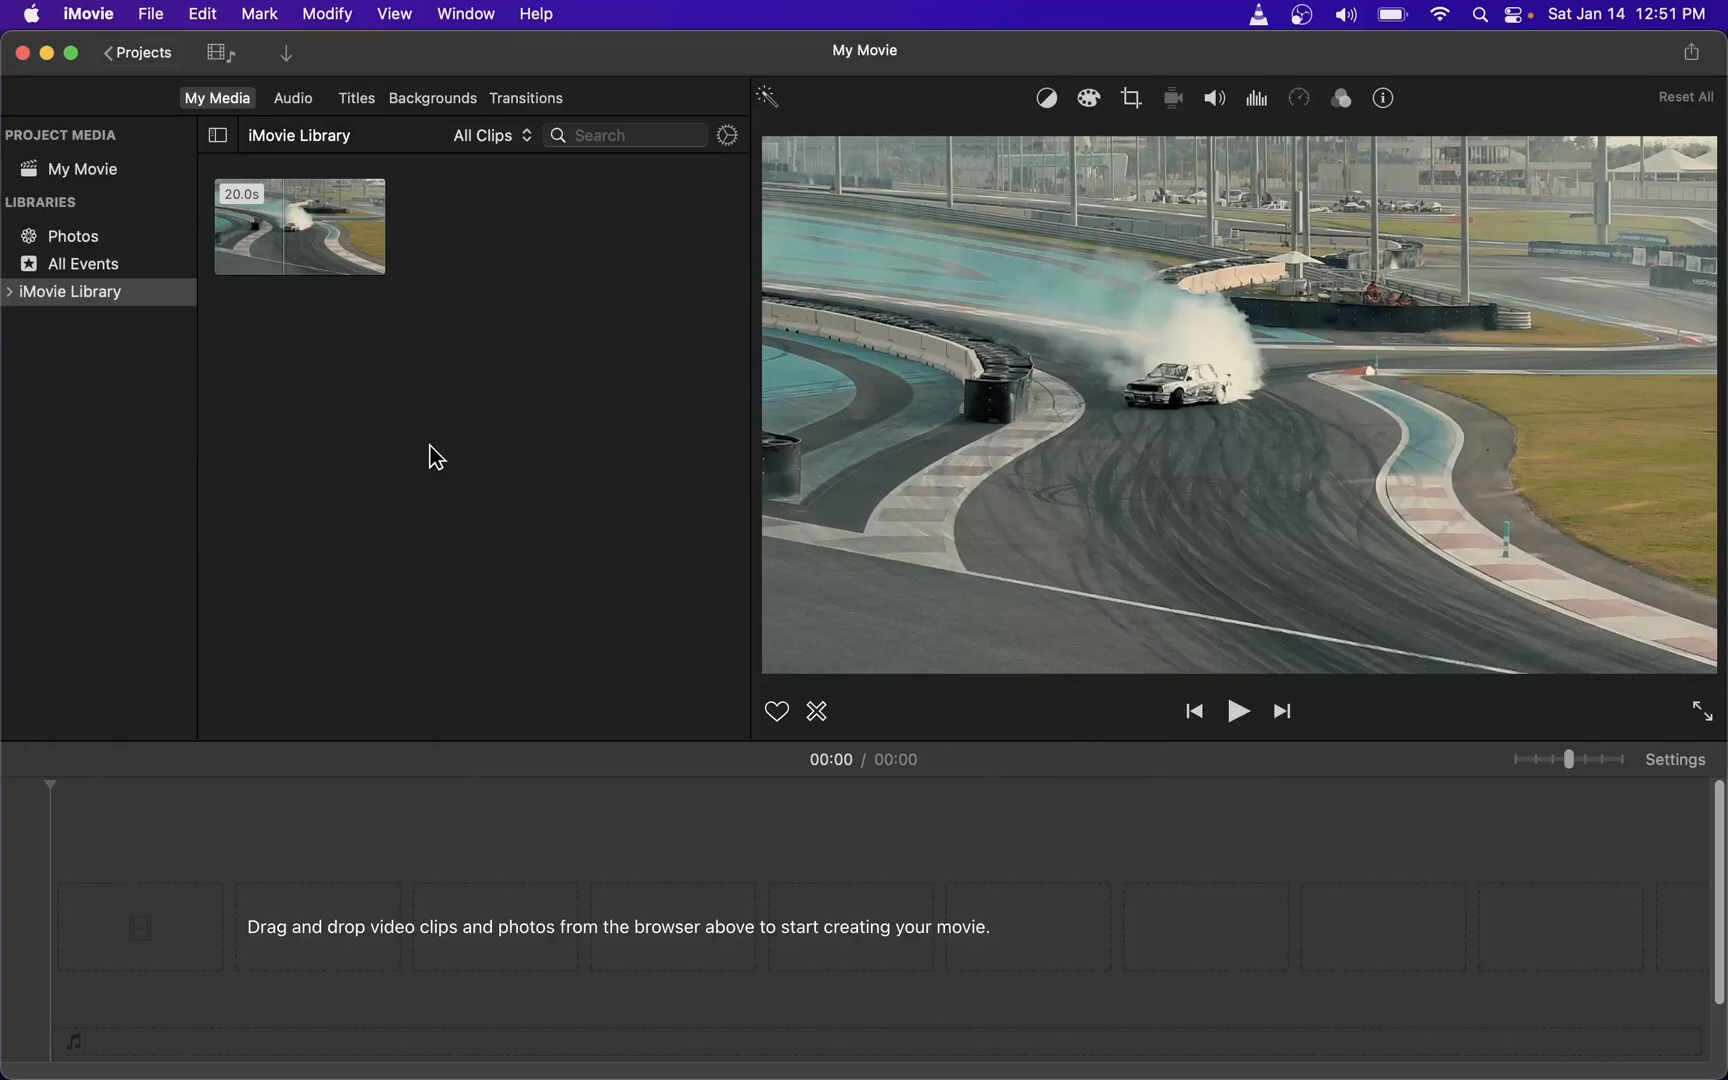 iMovie File Edit Mark Modify View Window Help Sat Jan 14 12:51 PM
Projects My Movie
My Media Audio Titles Backgrounds Transitions Reset All
PROJECT MEDIA
My Movie
LIBRARIES
Photos
All Events
iMovie Library
iMovie Library All Clips Search
20.0s
00:00 / 00:00 Settings
Drag and drop video clips and photos from the browser above to start creating your movie.